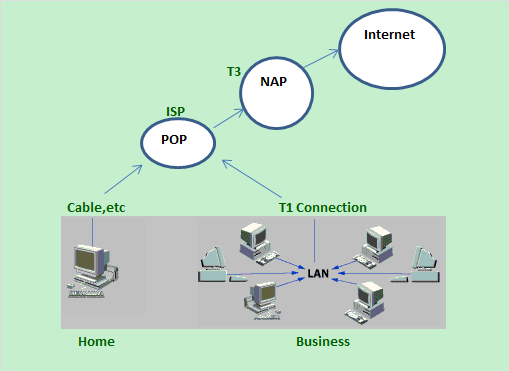 Internet
T3
NAP
ISP
POP
Cable,etc
T1 Connection
LAN
Home
Business